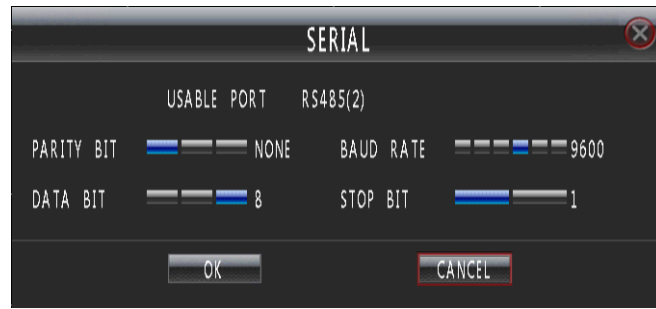 SERIAL
USABLE PORT RS485(2)
PARITY BIT NONE BAUD RATE 9600
DATA BIT 8 STOP BIT 1
OK CANCEL